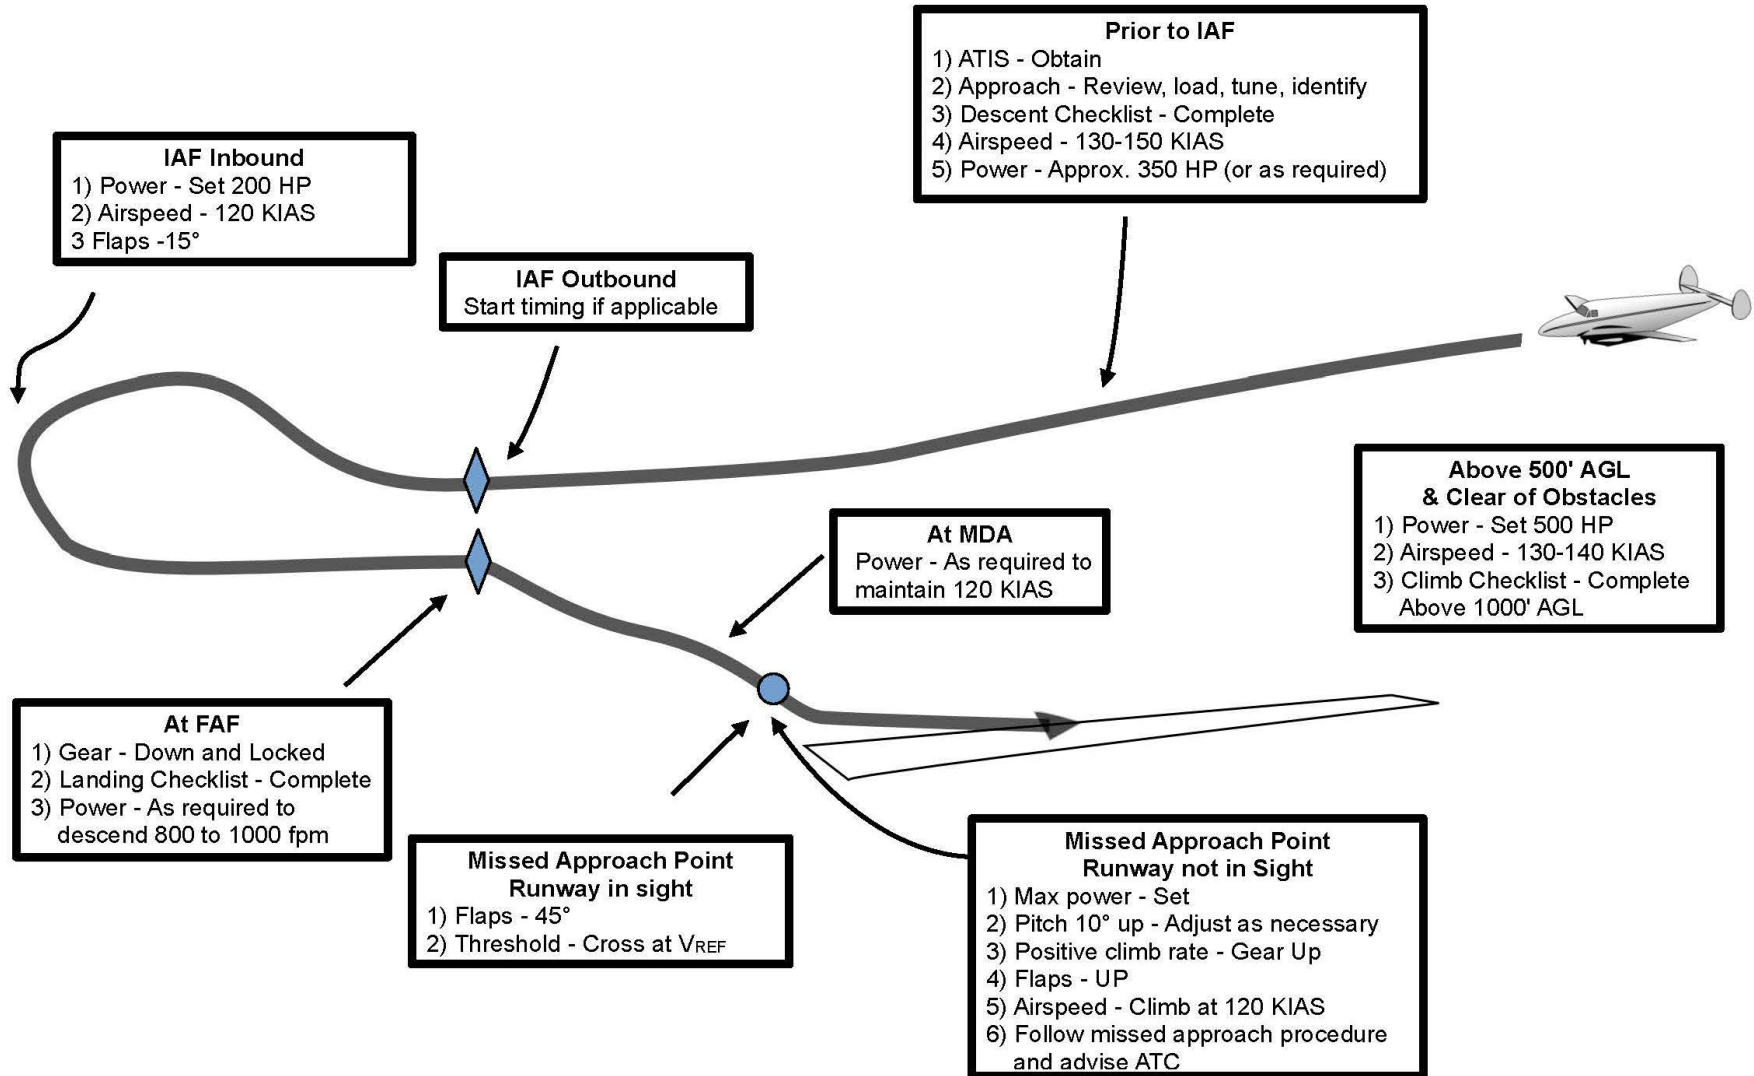 Prior to IAF
1) ATIS - Obtain
2) Approach - Review, load, tune, identify
3) Descent Checklist - Complete
4) Airspeed - 130-150 KIAS
5) Power - Approx. 350 HP (or as required)
IAF Inbound
1) Power - Set 200 HP
2) Airspeed - 120 KIAS
3 Flaps -15°
IAF Outbound
Start timing if applicable
Above 500' AGL
& Clear of Obstacles
1) Power - Set 500 HP
2) Airspeed - 130-140 KIAS
3) Climb Checklist - Complete
Above 1000' AGL
At MDA
Power - As required to
maintain 120 KIAS
At FAF
1) Gear - Down and Locked
2) Landing Checklist - Complete
3) Power - As required to
descend 800 to 1000 fpm
Missed Approach Point
Runway in sight
1) Flaps - 45°
2) Threshold - Cross at VREF
Missed Approach Point
Runway not in Sight
1) Max power - Set
2) Pitch 10° up - Adjust as necessary
3) Positive climb rate - Gear Up
4) Flaps - UP
5) Airspeed - Climb at 120 KIAS
6) Follow missed approach procedure
and advise ATC